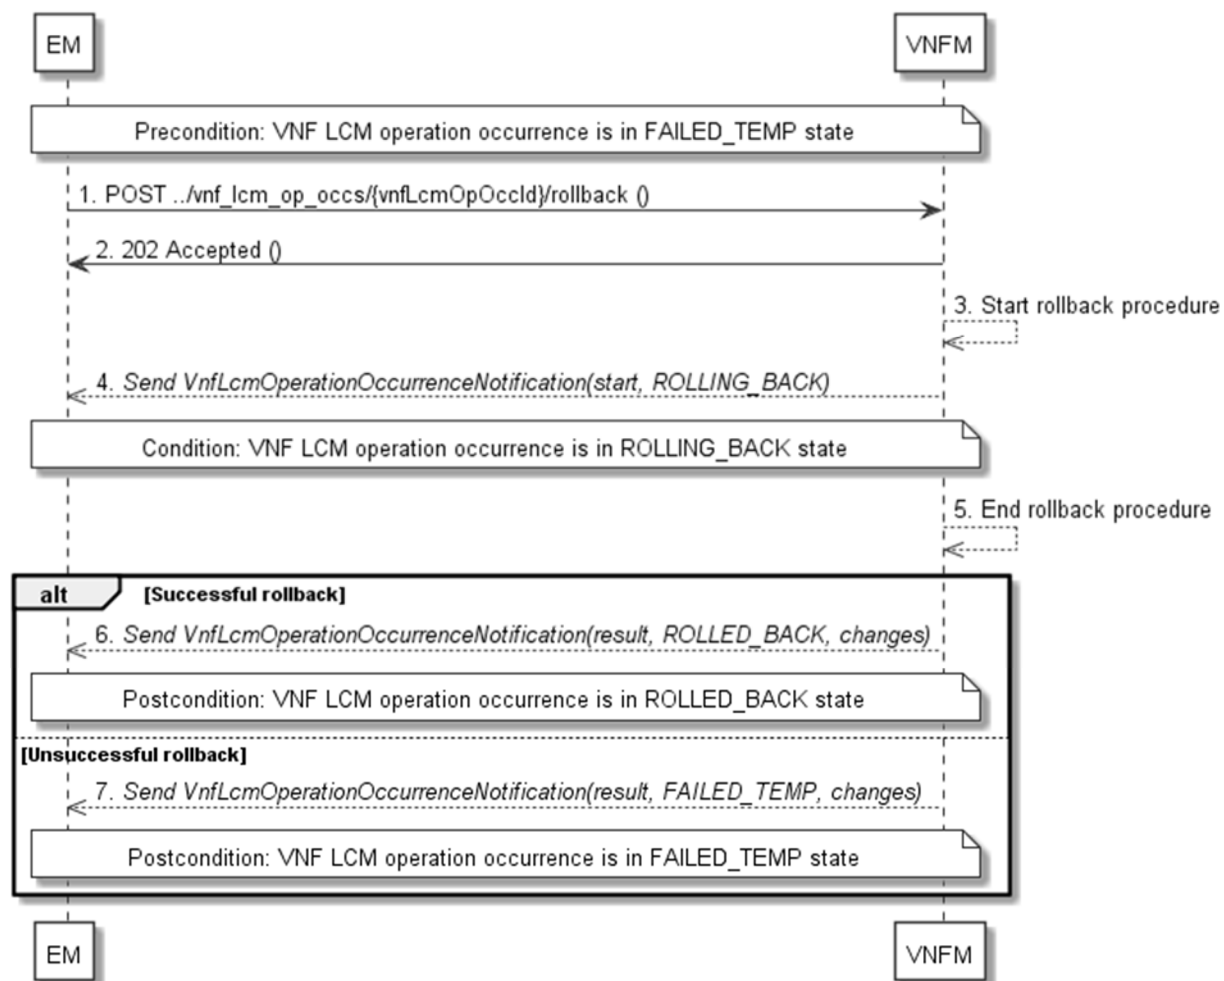 EM
VNFM
Precondition: VNF LCM operation occurrence is in FAILED_TEMP state
1. POST ../vnf_lcm_op_occs/{vnfLcmOpOccId}/rollback ()
2. 202 Accepted ()
3. Start rollback procedure
4. Send VnfLcmOperationOccurrenceNotification(start, ROLLING_BACK)
Condition: VNF LCM operation occurrence is in ROLLING_BACK state
5. End rollback procedure
alt [Successful rollback]
6. Send VnfLcmOperationOccurrenceNotification(result, ROLLED_BACK, changes)
Postcondition: VNF LCM operation occurrence is in ROLLED_BACK state
[Unsuccessful rollback]
7. Send VnfLcmOperationOccurrenceNotification(result, FAILED_TEMP, changes)
Postcondition: VNF LCM operation occurrence is in FAILED_TEMP state
EM
VNFM